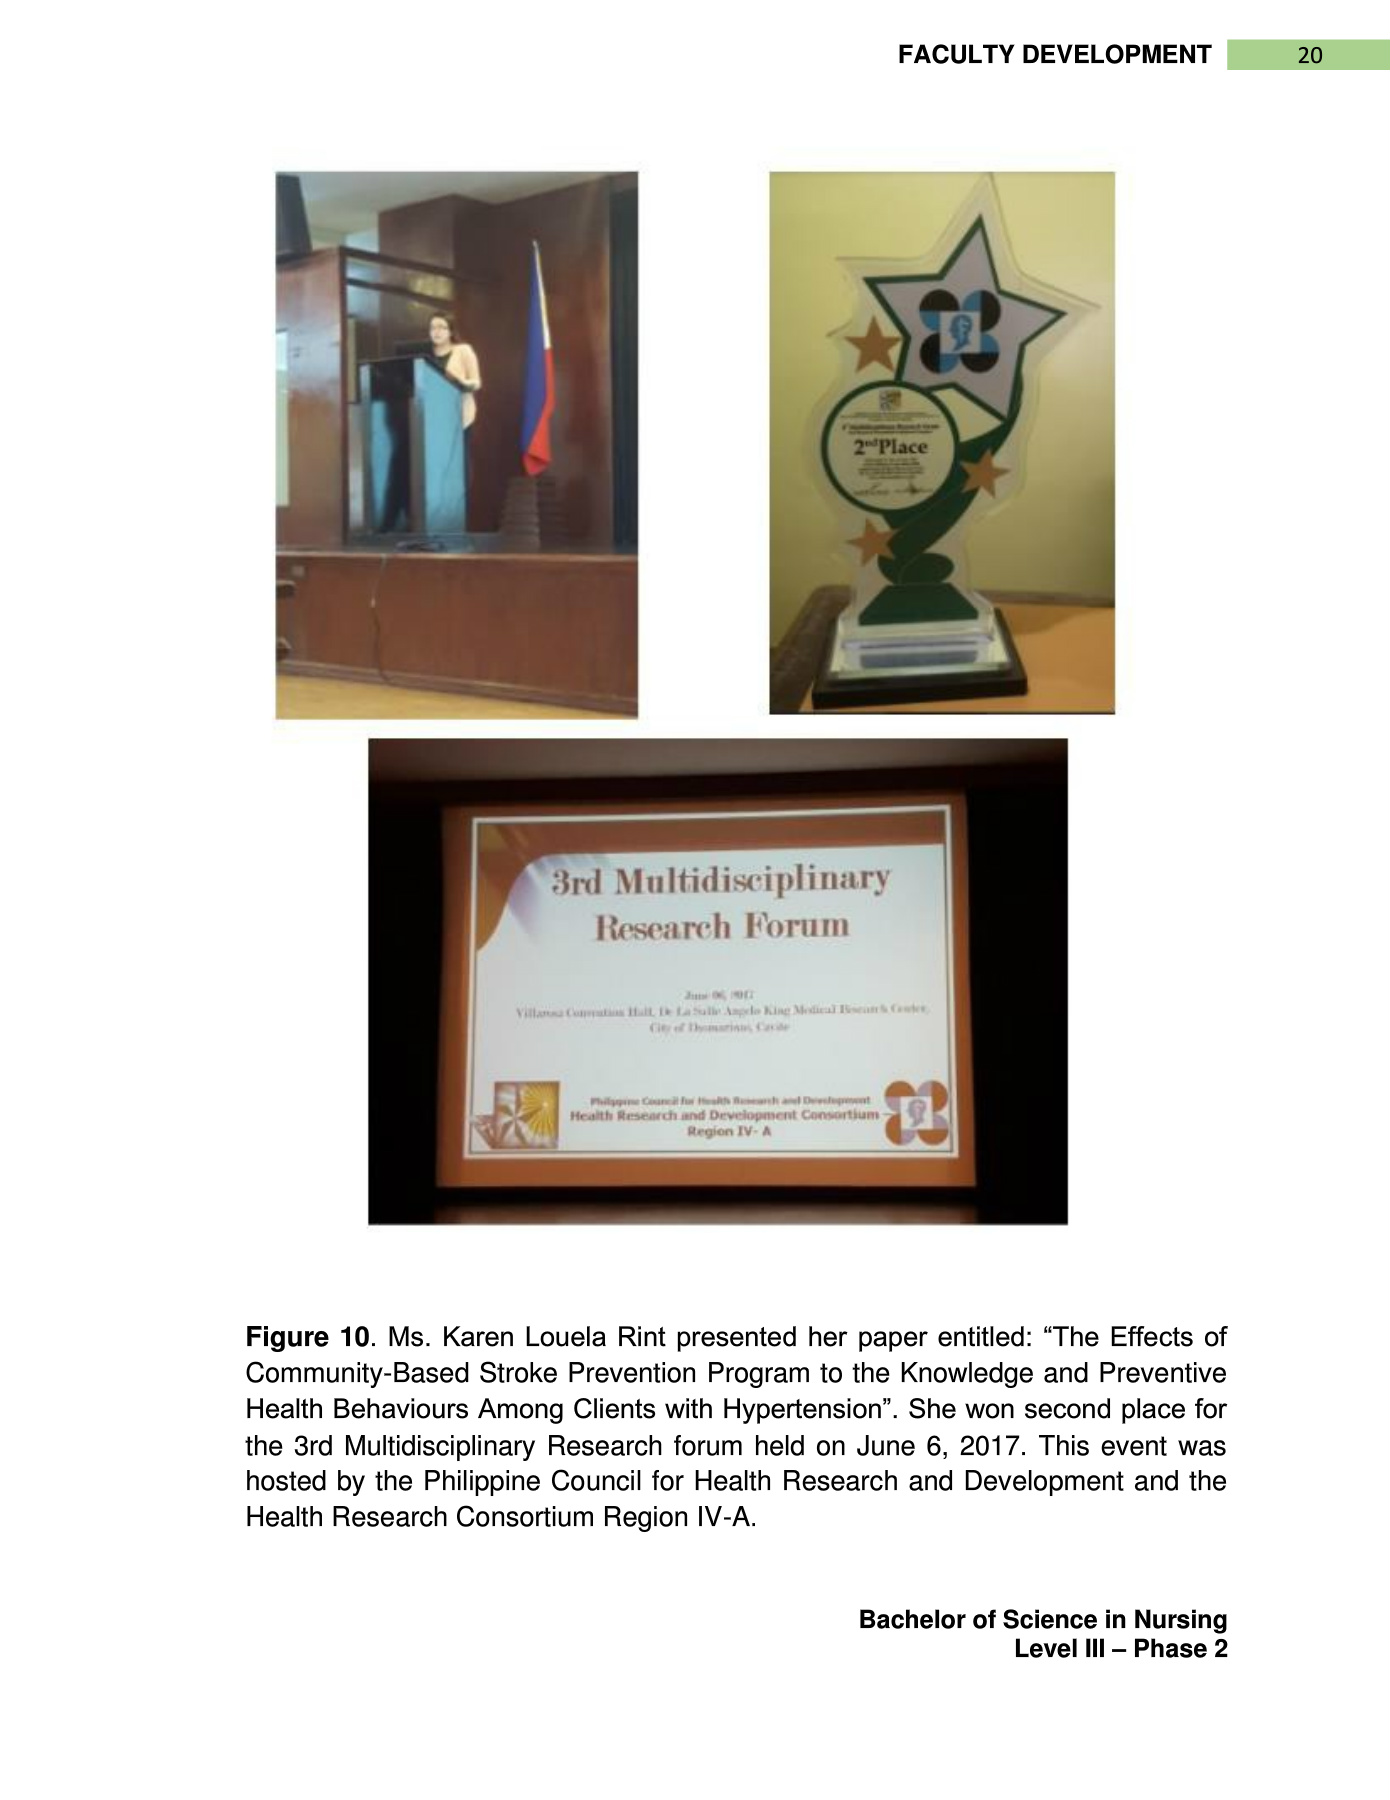 FACULTY DEVELOPMENT 20
2nd Place
3rd Multidisciplinary
Research Forum
June 06, 2017
Villarosa Convention Hall, De La Salle Angelo King Medical Research Center,
City of Dasmarinas, Cavite
Philippine Council for Health Research and Development
Health Research and Development Consortium –
Region IV- A
Figure 10. Ms. Karen Louela Rint presented her paper entitled: “The Effects of
Community-Based Stroke Prevention Program to the Knowledge and Preventive
Health Behaviours Among Clients with Hypertension”. She won second place for
the 3rd Multidisciplinary Research forum held on June 6, 2017. This event was
hosted by the Philippine Council for Health Research and Development and the
Health Research Consortium Region IV-A.
Bachelor of Science in Nursing
Level III – Phase 2